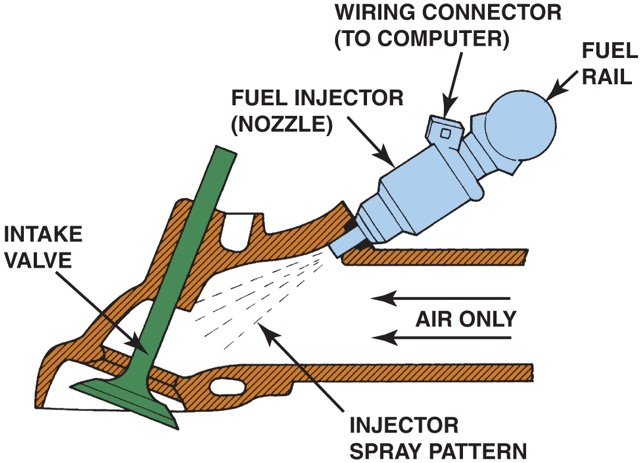 WIRING CONNECTOR
(TO COMPUTER)
FUEL
RAIL
FUEL INJECTOR
(NOZZLE)
INTAKE
VALVE
AIR ONLY
INJECTOR
SPRAY PATTERN